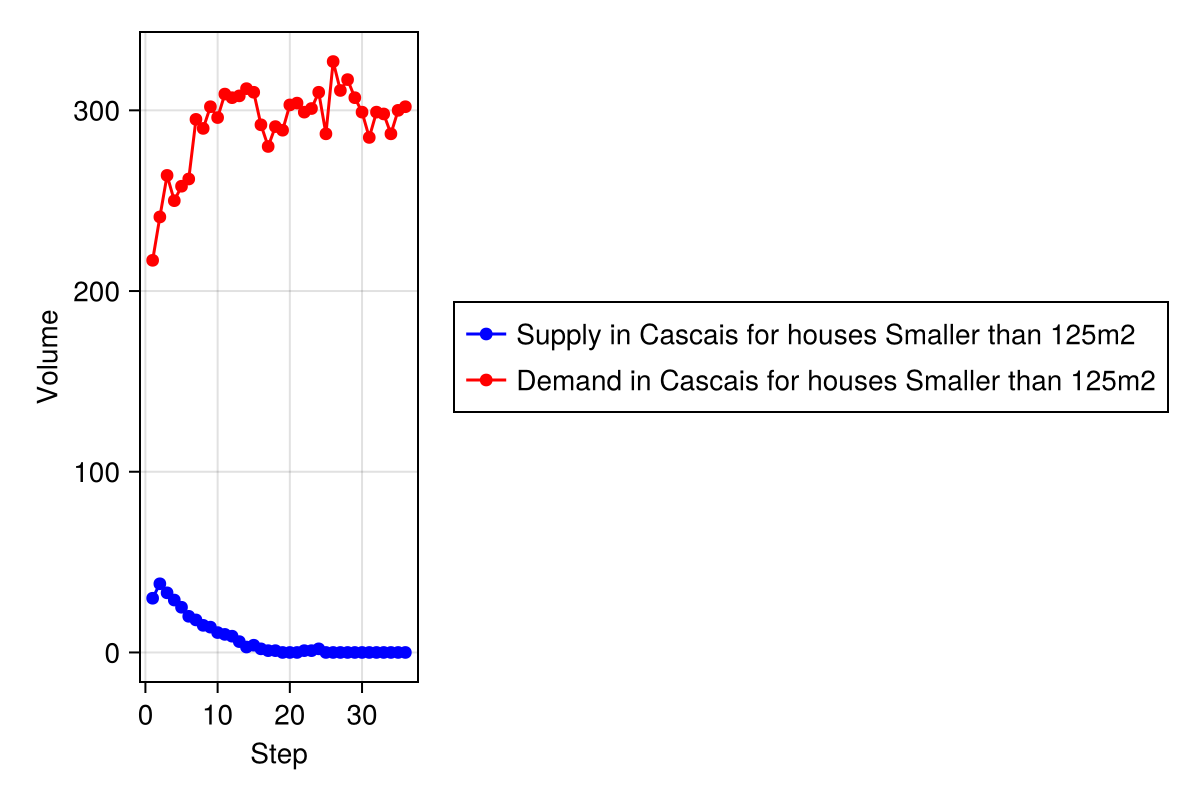 Volume
300
200
100
0
0 10 20 30
Step
Supply in Cascais for houses Smaller than 125m2
Demand in Cascais for houses Smaller than 125m2